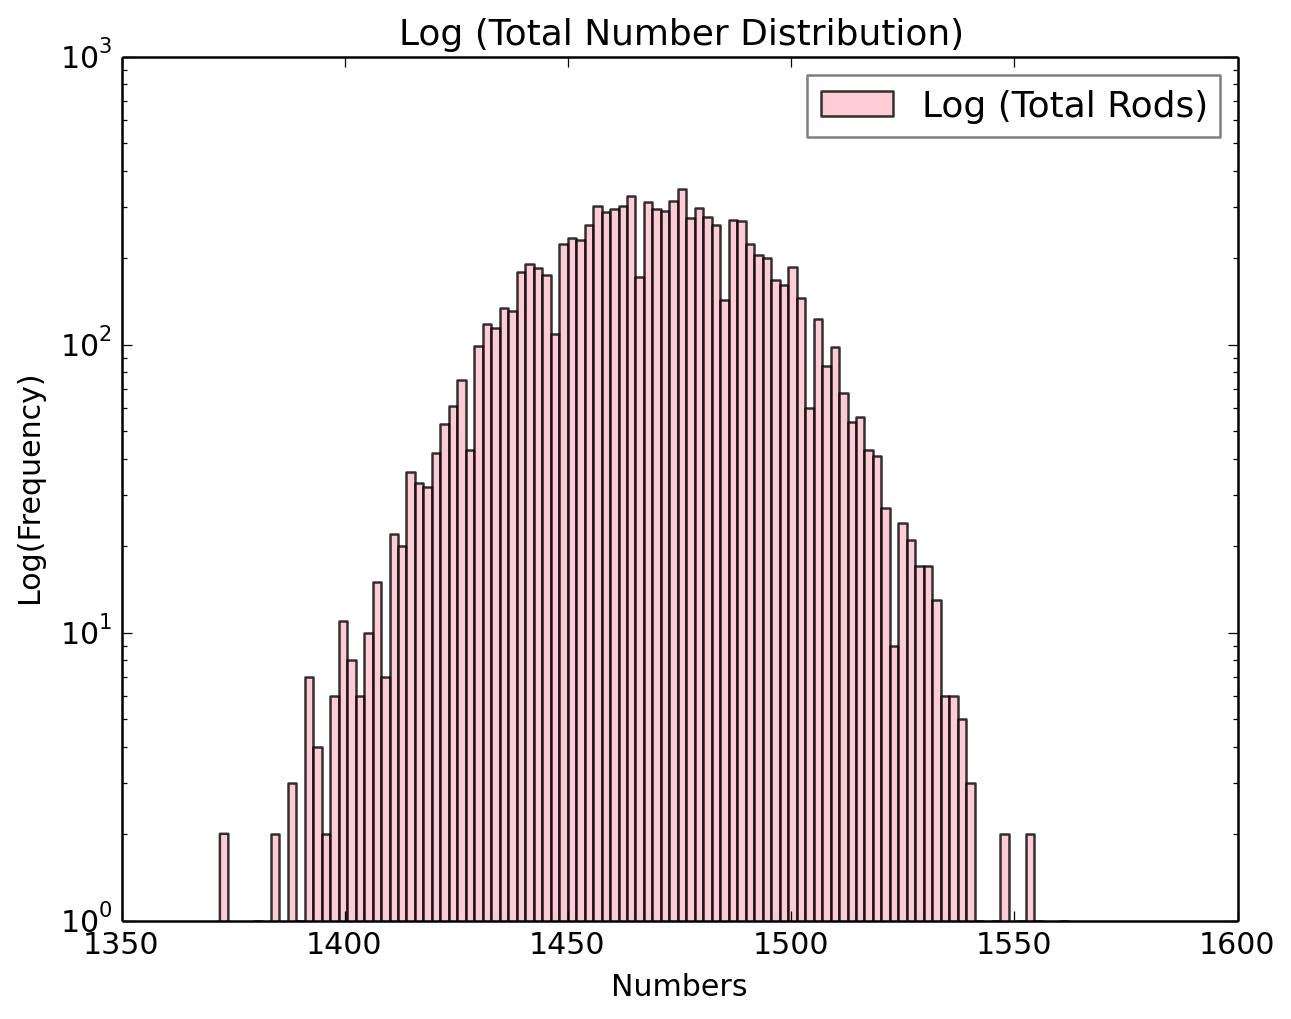 Log (Total Number Distribution)
Log (Total Rods)
10³
10²
10¹
10⁰
Log(Frequency)
1350 1400 1450 1500 1550 1600
Numbers